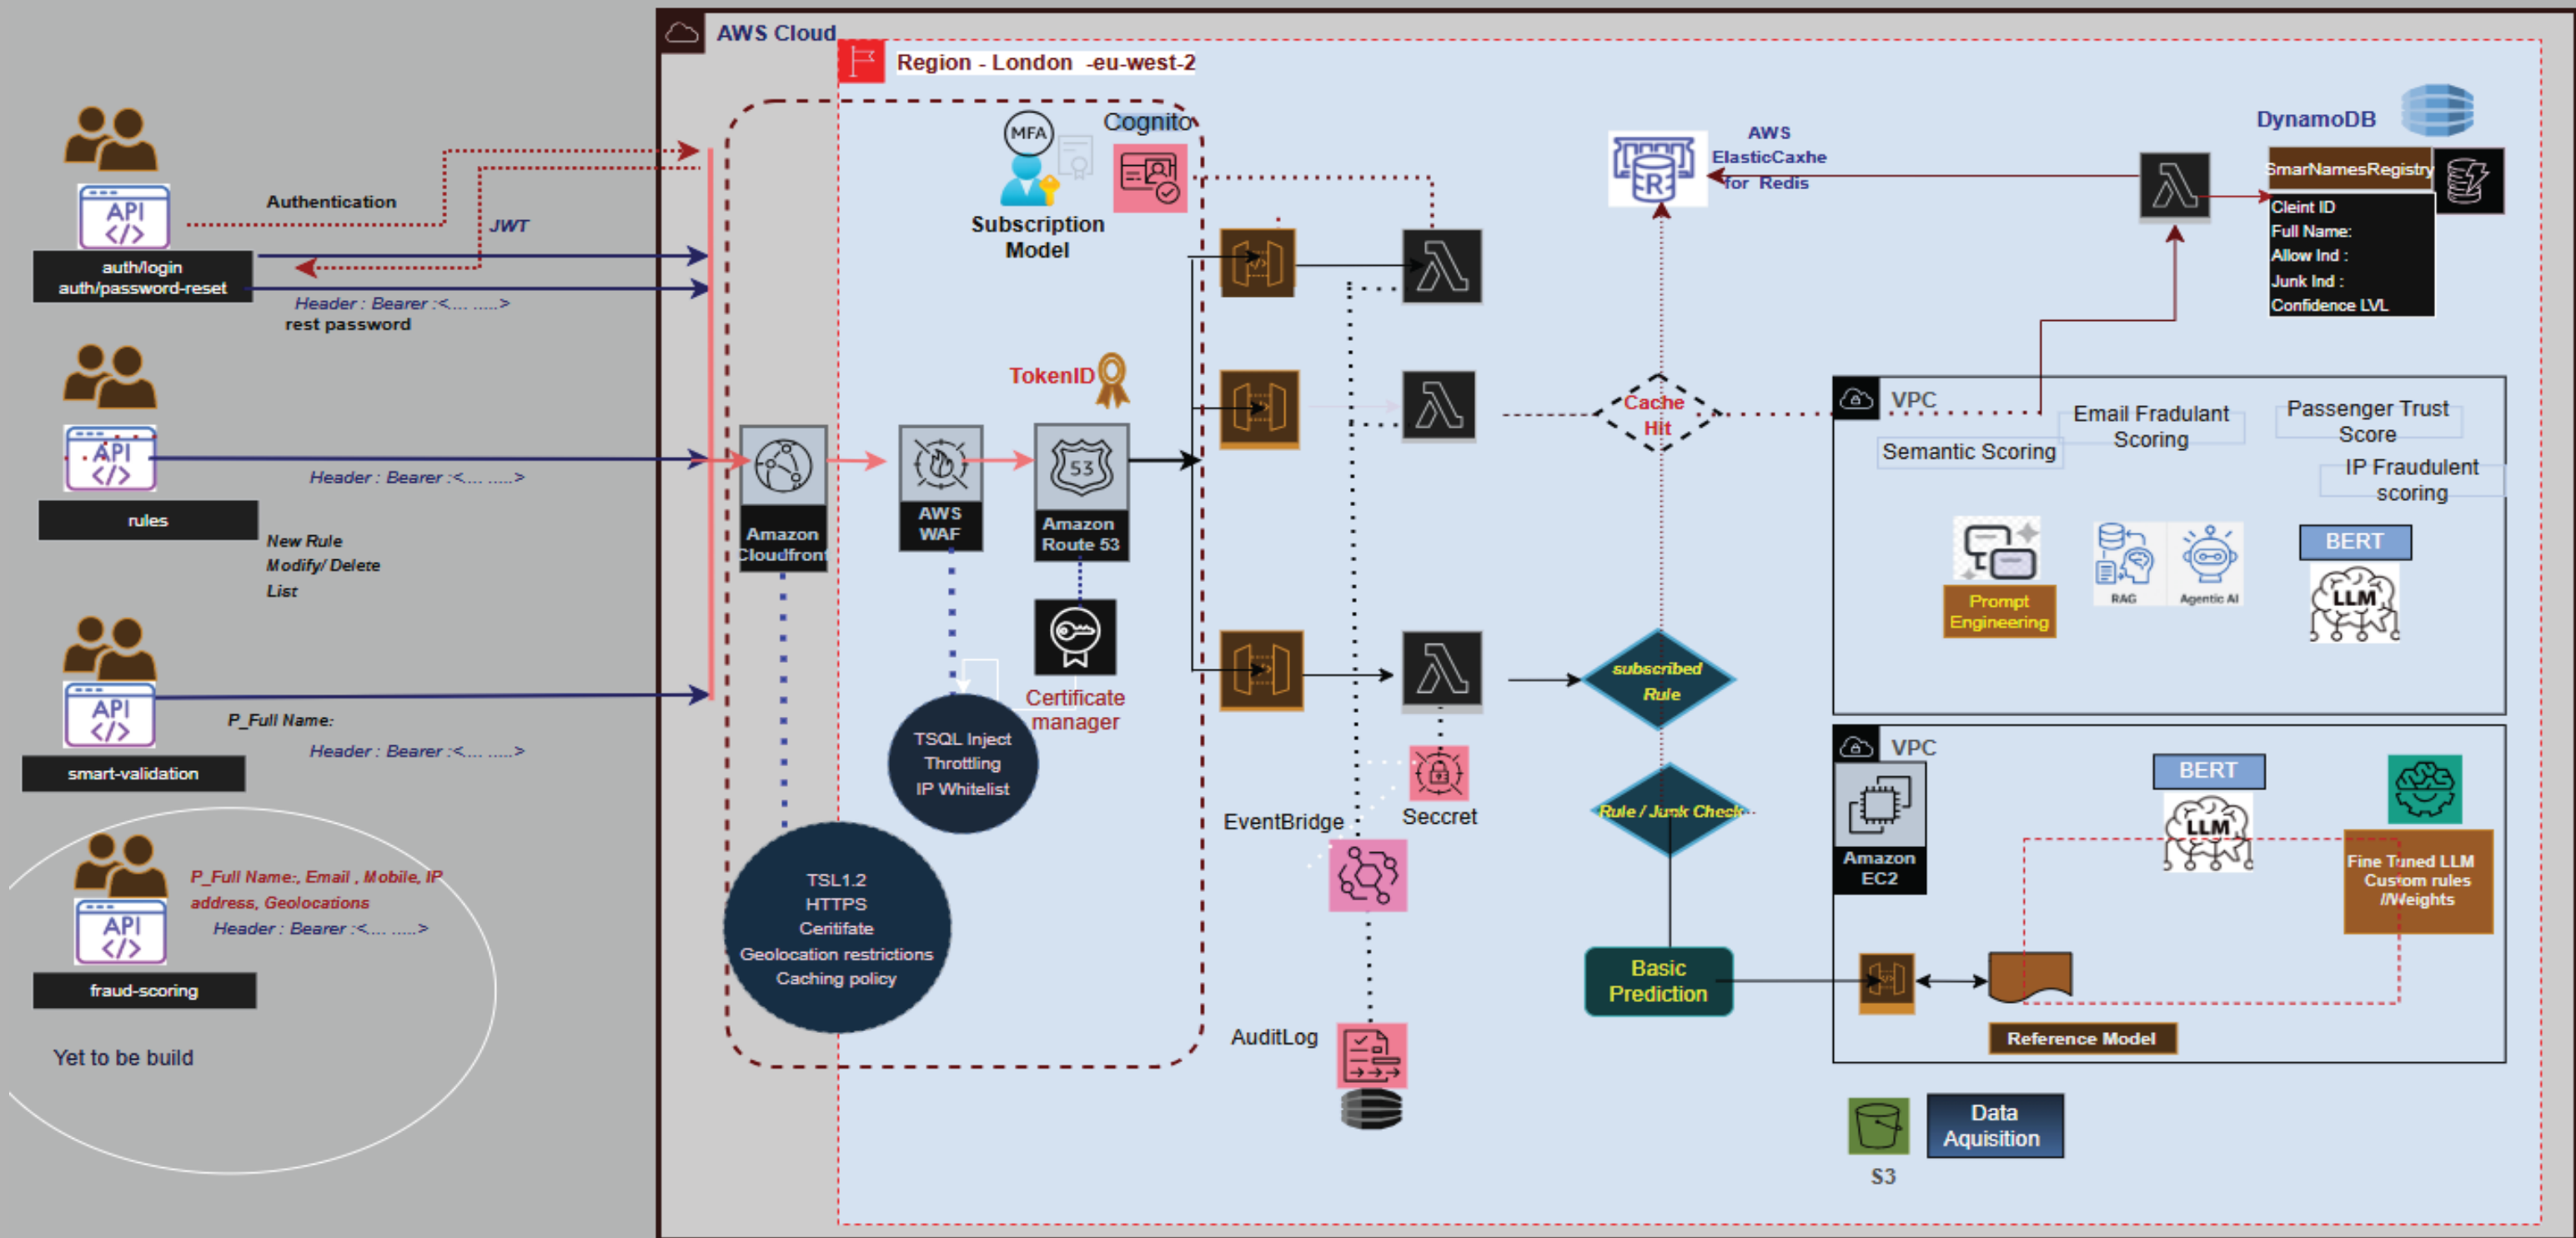 AWS Cloud
Region - London -eu-west-2
Authentication
JWT
API
</>
auth/login
auth/password-reset
Header : Bearer :<.... .....>
rest password
API
rules
Header : Bearer :<.... .....>
New Rule
Modify/ Delete
List
API
</>
smart-validation
P_Full Name:
Header : Bearer :<.... .....>
API
</>
fraud-scoring
P_Full Name:, Email , Mobile, IP
address, Geolocations
Header : Bearer :<.... .....>
Yet to be build
MFA
Subscription
Model
Cognito
TokenID
Amazon
Cloudfront
AWS
WAF
53
Amazon
Route 53
Certificate
manager
TSQL Inject
Throttling
IP Whitelist
TSL1.2
HTTPS
Ceritifate
Geolocation restrictions
Caching policy
EventBridge
Seccret
AuditLog
R
AWS
ElasticCaxhe
for Redis
Cache
Hit
subscribed
Rule
Rule / Junk Check
Basic
Prediction
DynamoDB
SmarNamesRegistry
Cleint ID
Full Name:
Allow Ind :
Junk Ind :
Confidence LVL
VPC
Semantic Scoring
Email Fradulant
Scoring
Passenger Trust
Score
IP Fraudulent
scoring
Prompt
Engineering
RAG
Agentic AI
BERT
LLM
VPC
Amazon
EC2
BERT
LLM
Fine Tuned LLM
Custom rules
//Weights
Reference Model
S3
Data
Aquisition